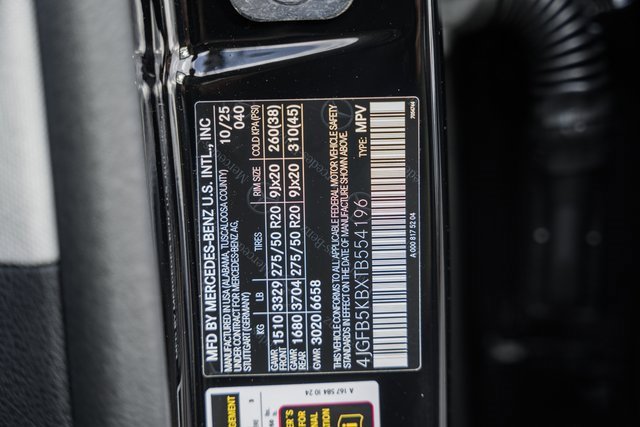 MFD BY MERCEDES-BENZ U.S. INTL., INC
MANUFACTURED IN USA/ALABAMA, TUSCALOOSA COUNTY) 10/25
UNDER CONTRACT FOR MERCEDES-BENZ AG, 040
STUTTGART (GERMANY)
KG LB TIRES RIM SIZE COLD KPA/(PSI)
GAWR FRONT 1510 3329 275/50 R20 9Jx20 260(38)
GAWR REAR 1680 3704 275/50 R20 9Jx20 310(45)
GVWR 3020 6658
THIS VEHICLE CONFORMS TO ALL APPLICABLE FEDERAL MOTOR VEHICLE SAFETY
STANDARDS IN EFFECT ON THE DATE OF MANUFACTURE SHOWN ABOVE.
4JGFB5KBXTB554196 TYPE: MPV
A 000 817 52 04
A 167 584 10 24